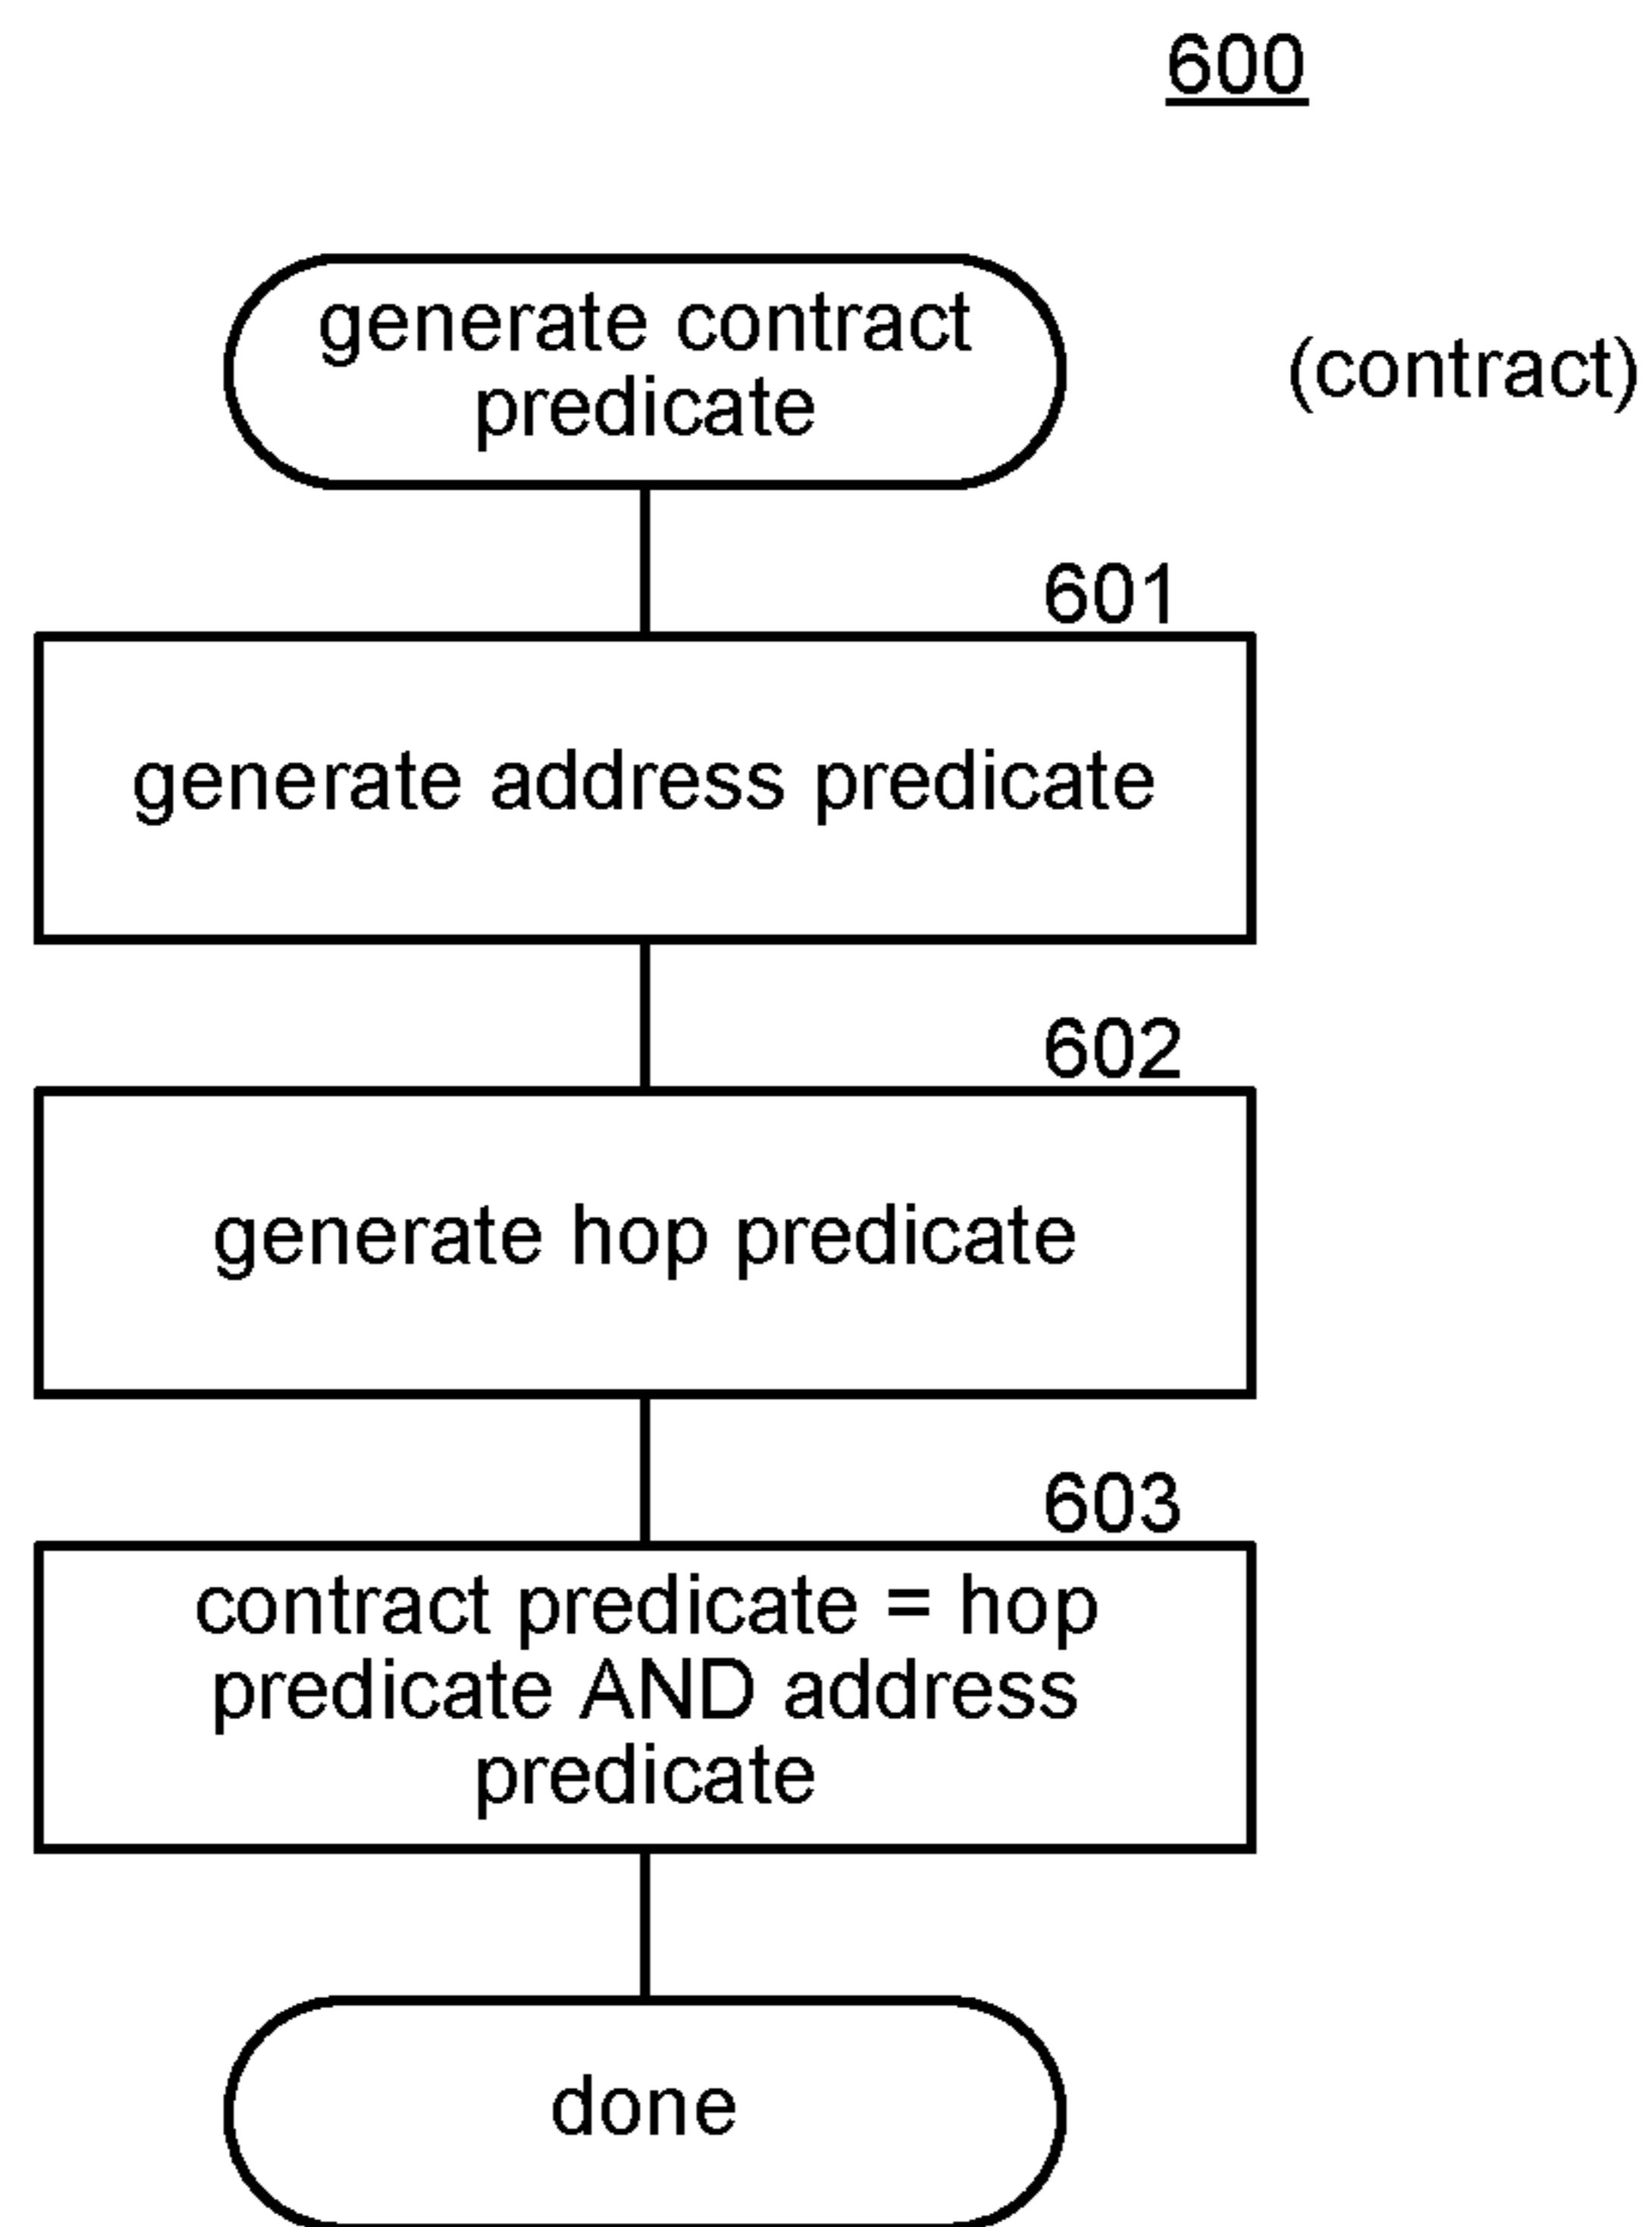 600
generate contract
predicate
(contract)
601
generate address predicate
602
generate hop predicate
603
contract predicate = hop
predicate AND address
predicate
done